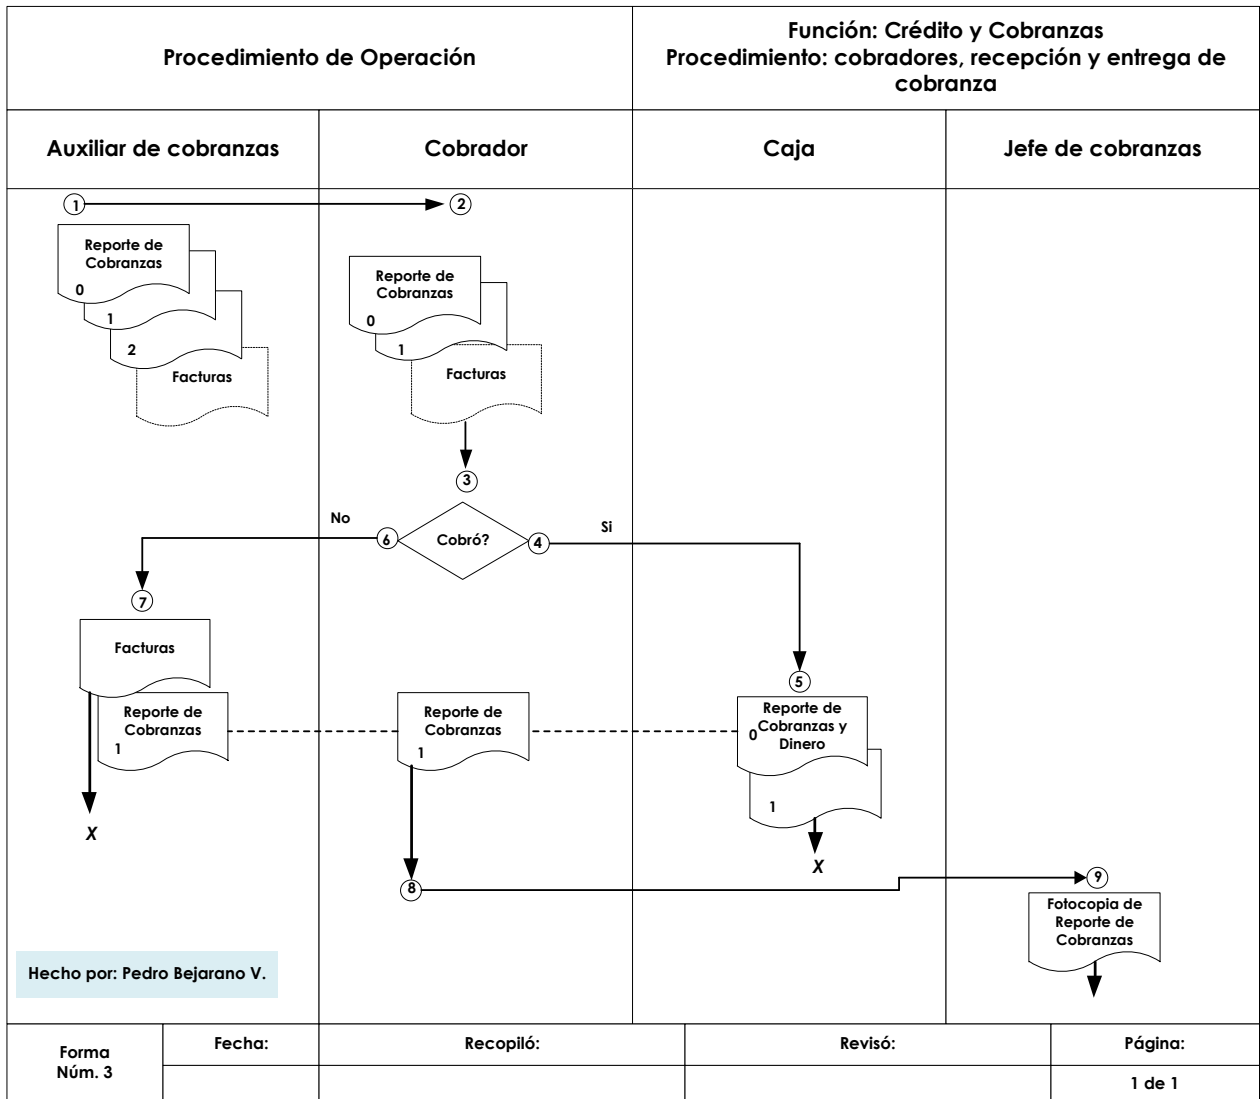 Procedimiento de Operación
Función: Crédito y Cobranzas
Procedimiento: cobradores, recepción y entrega de
cobranza
Auxiliar de cobranzas
Cobrador
Caja
Jefe de cobranzas
1
2
Reporte de
Cobranzas
0
1
2
Facturas
Reporte de
Cobranzas
0
1
Facturas
3
No
6
Cobró?
4
Si
7
Facturas
Reporte de
Cobranzas
1
X
Reporte de
Cobranzas
1
5
Reporte de
Cobranzas y
0
Dinero
1
X
8
9
Fotocopia de
Reporte de
Cobranzas
Hecho por: Pedro Bejarano V.
Forma
Núm. 3
Fecha:
Recopiló:
Revisó:
Página:
1 de 1